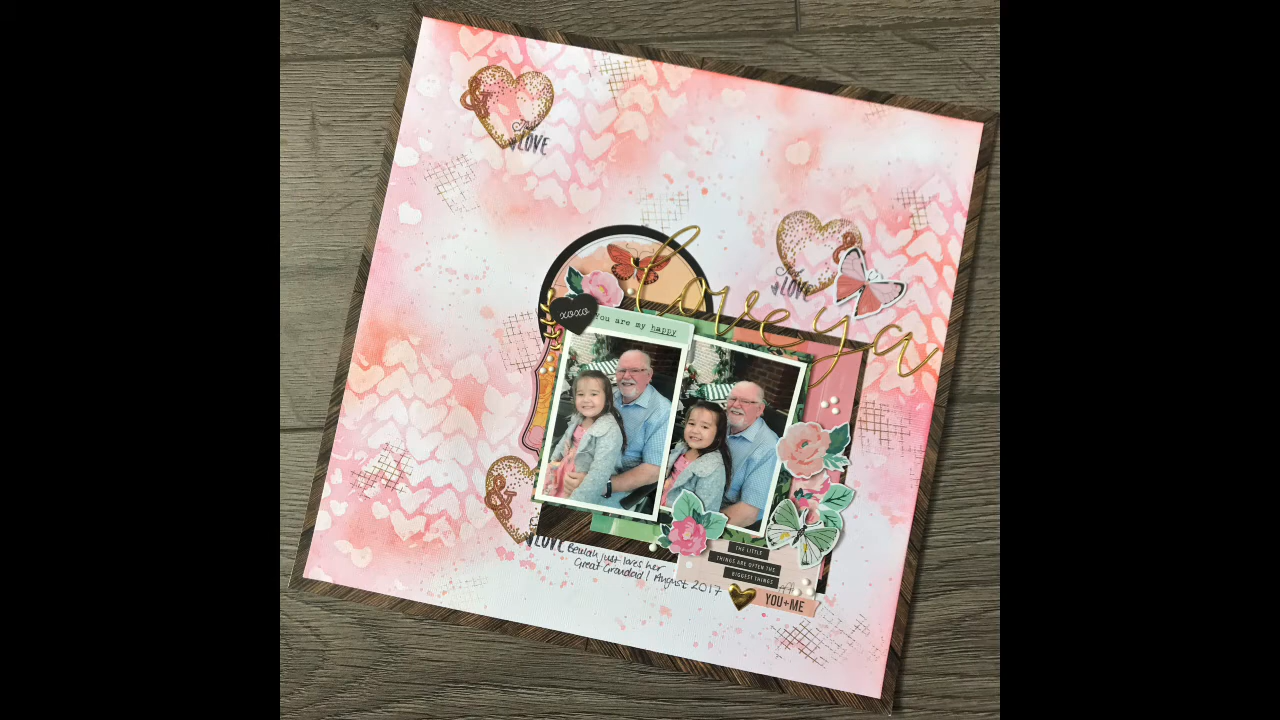 LOVE
LOVE
love ya
xoxo
You are my happy
LOVE
Beulah just loves her
Great Grandad! August 2017
THE LITTLE
THINGS ARE OFTEN THE
BIGGEST THINGS
YOU+ME